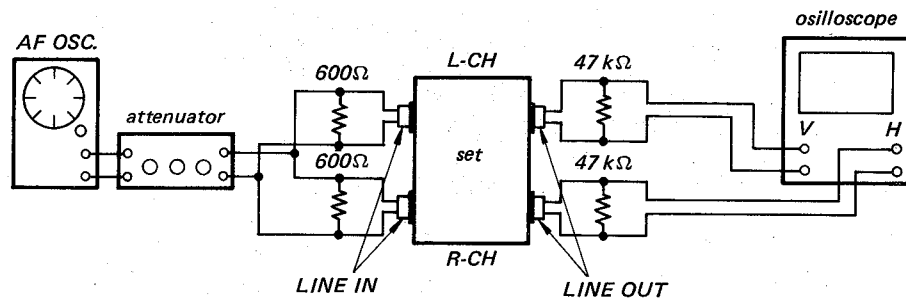 AF OSC.
attenuator
600Ω
600Ω
L-CH
set
R-CH
LINE IN
47 kΩ
47 kΩ
LINE OUT
osilloscope
V
H